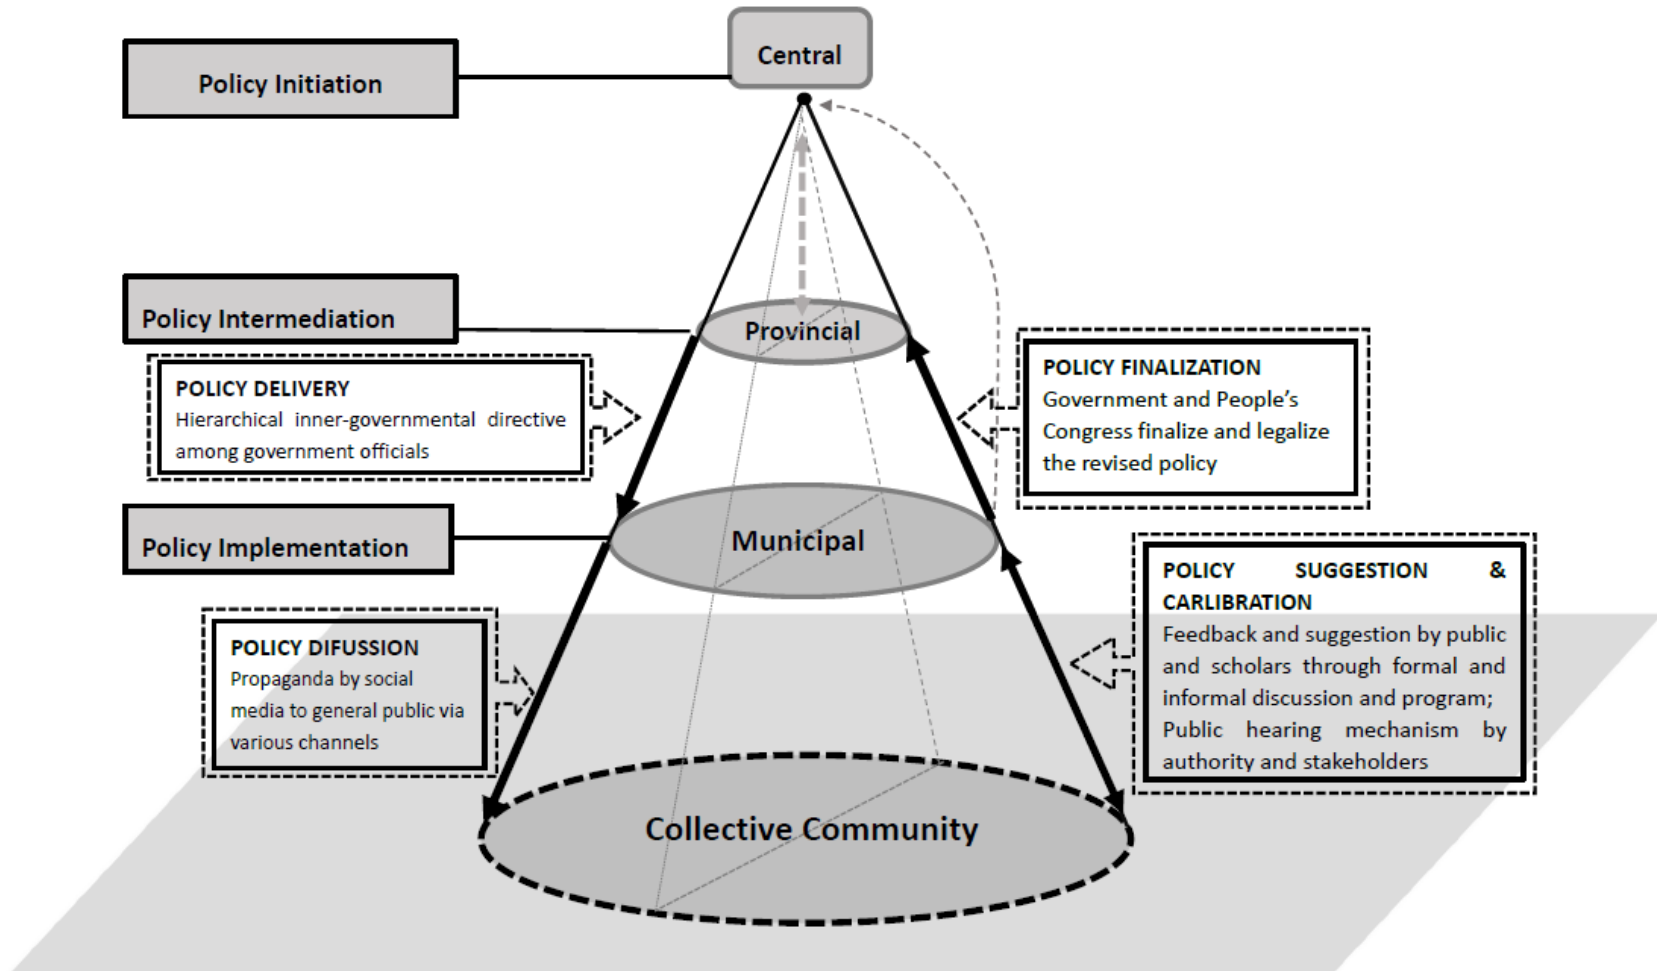 Central
Policy Initiation
Policy Intermediation
Provincial
POLICY DELIVERY
Hierarchical inner-governmental directive
among government officials
POLICY FINALIZATION
Government and People's
Congress finalize and legalize
the revised policy
Policy Implementation
Municipal
POLICY SUGGESTION &
CARLIBRATION
Feedback and suggestion by public
and scholars through formal and
informal discussion and program;
Public hearing mechanism by
authority and stakeholders
POLICY DIFUSSION
Propaganda by social
media to general public via
various channels
Collective Community